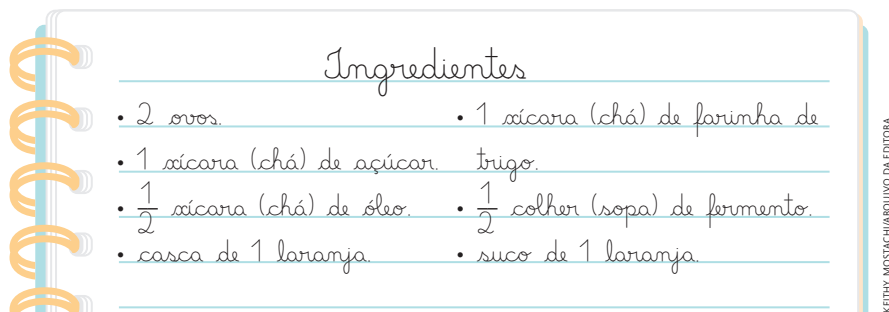 Ingredientes
• 2 ovos.
• 1 xícara (chá) de açúcar.
• 1/2 xícara (chá) de óleo.
• casca de 1 laranja.
• 1 xícara (chá) de farinha de
trigo.
• 1/2 colher (sopa) de fermento.
• suco de 1 laranja.
KEITHY MOSTACHI/ARQUIVO DA EDITORA